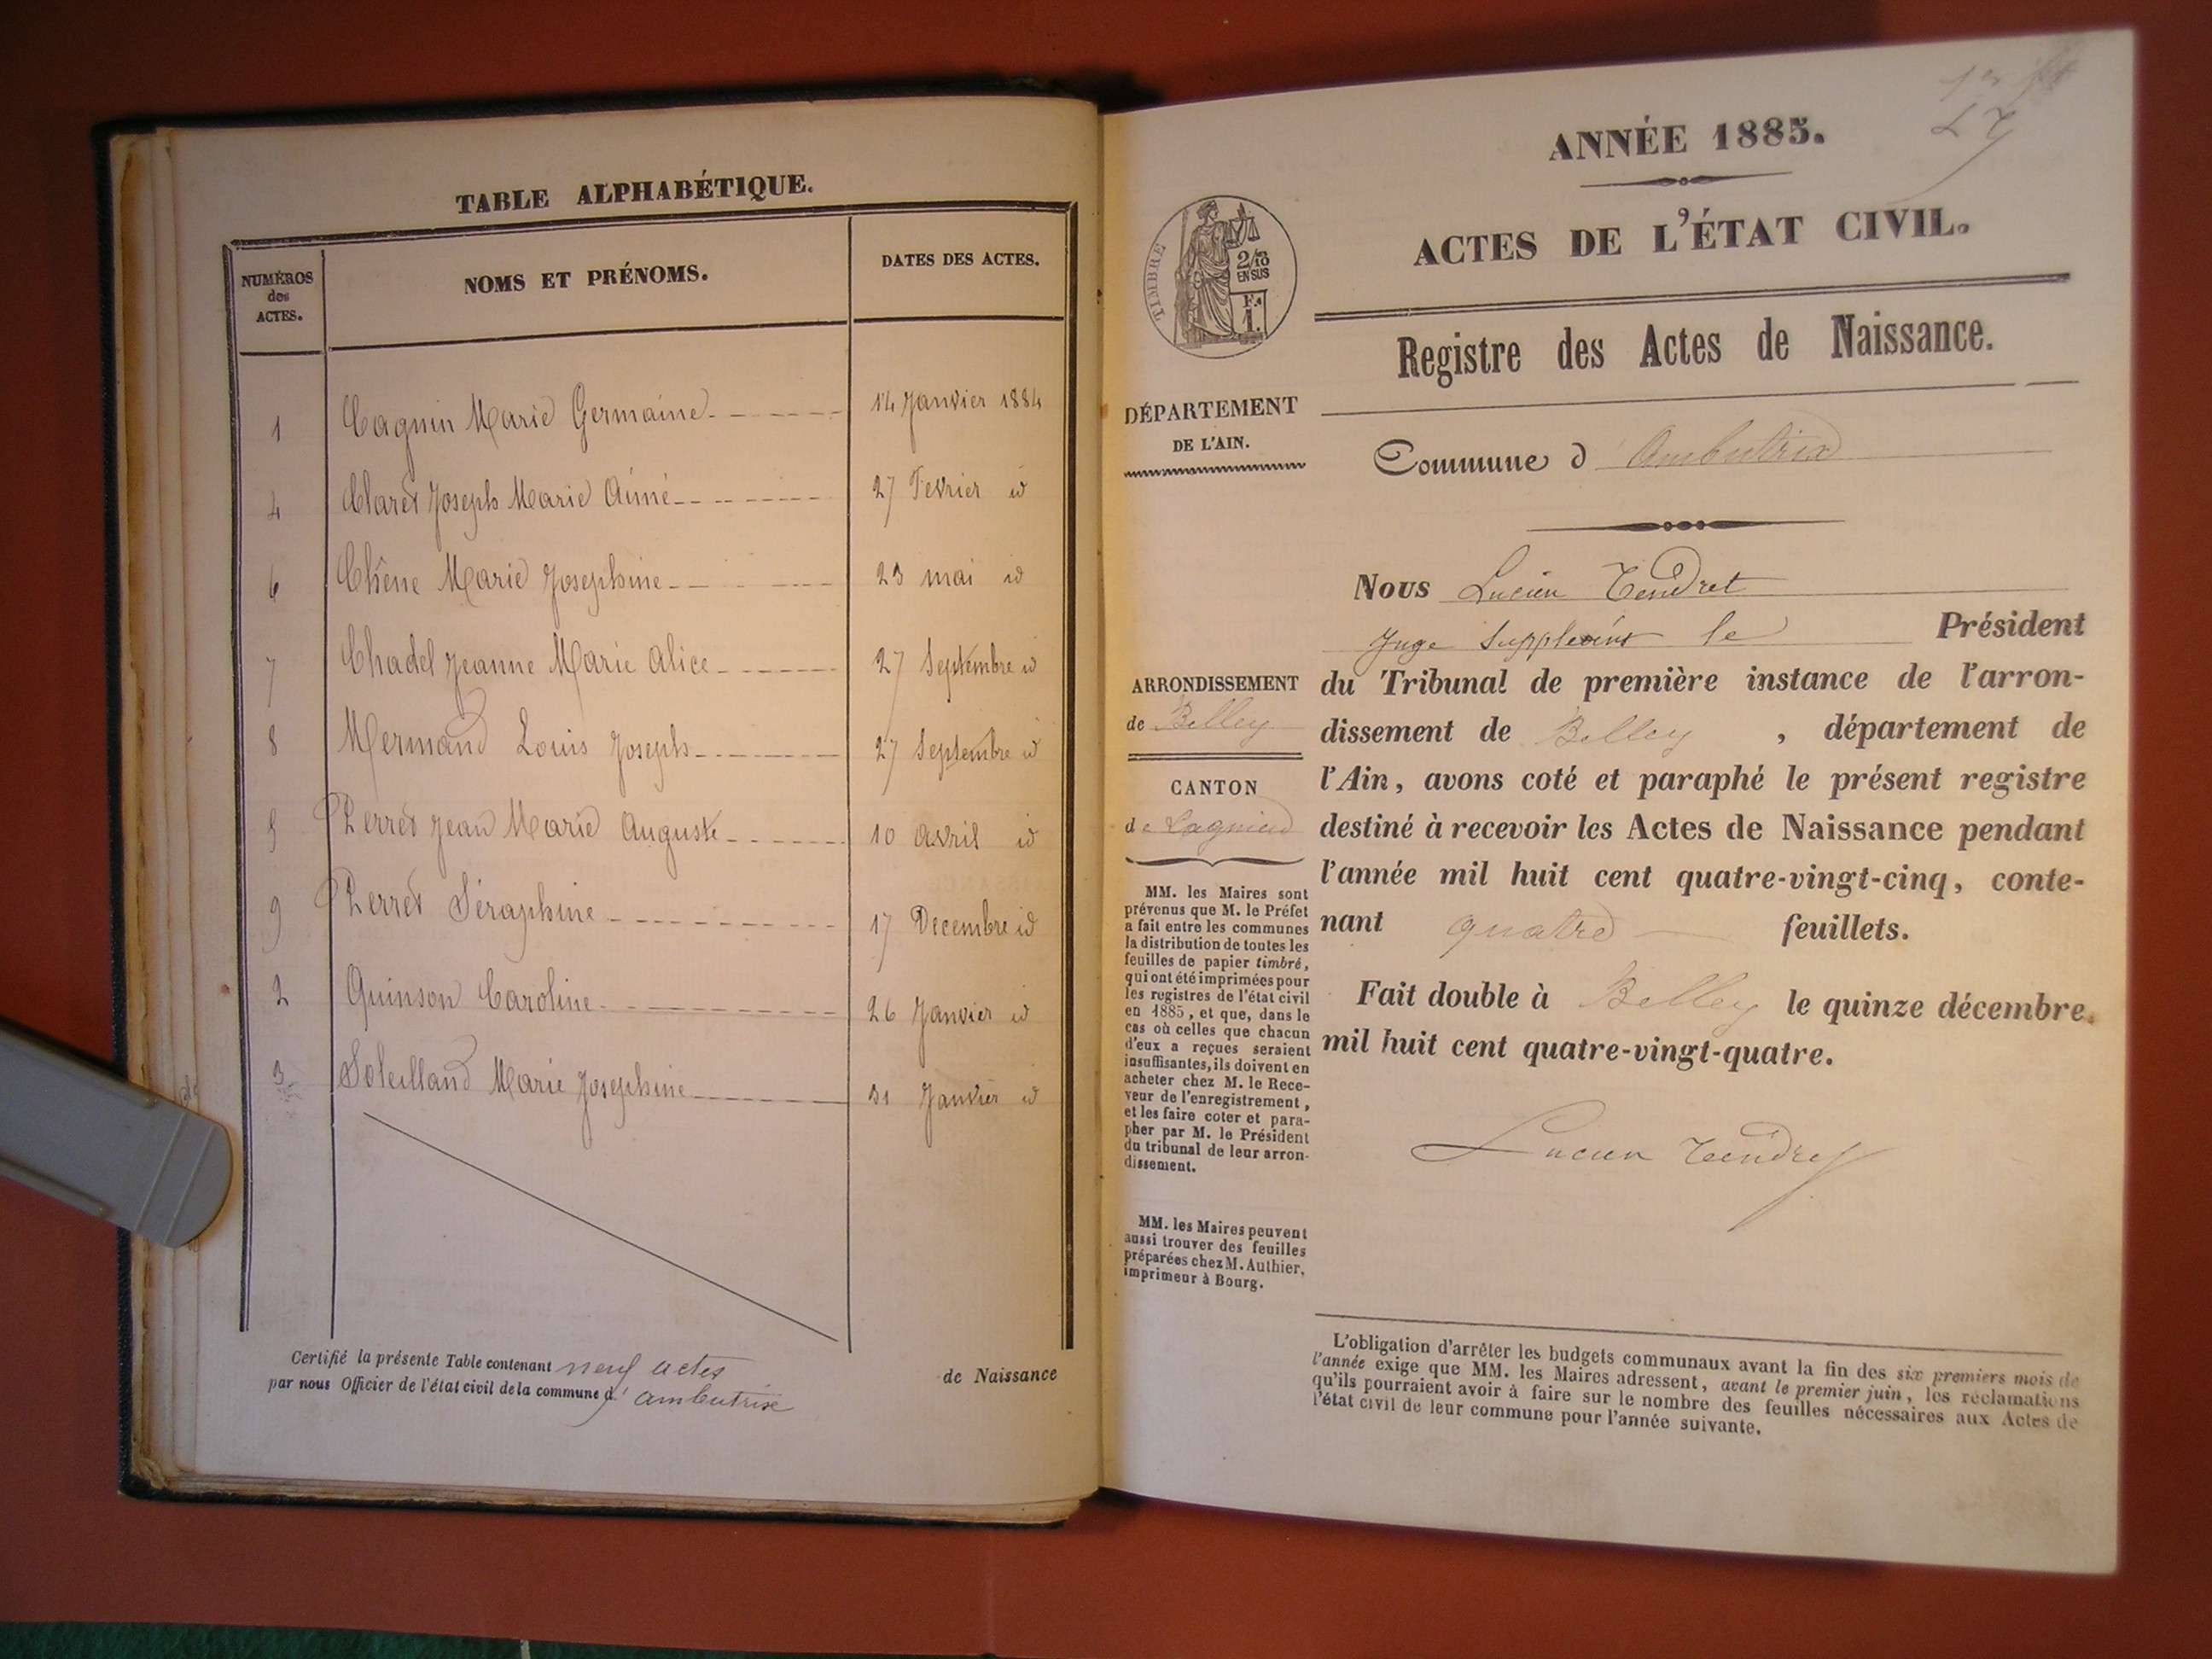 TABLE ALPHABÉTIQUE.
NUMÉROS des ACTES. NOMS ET PRÉNOMS. DATES DES ACTES.
1 Cagnin Marie Germaine 14 Janvier 1884
4 Claret Joseph Marie Aimé 27 Fevrier id
6 Chêne Marie Josephine 23 mai id
7 Chadel Jeanne Marie Alice 27 Septembre id
8 Mermand Louis Joseph 27 Septembre id
5 Perret Jean Marie Auguste 10 avril id
9 Perret Séraphine 17 Decembre id
2 Quinson Caroline 26 Janvier id
3 Soleilland Marie Josephine 31 Janvier id
Certifié la présente Table contenant neuf actes de Naissance
par nous Officier de l'état civil de la commune d' ambutrix
1er
LT
ANNÉE 1885.
ACTES DE L'ÉTAT CIVIL.
TIMBRE
2/10
EN SUS
F.
1.
Registre des Actes de Naissance.
DÉPARTEMENT
DE L'AIN.
Commune d' Ambutrix
Nous Lucien Tendret
Juge Suppléant le Président
du Tribunal de première instance de l'arron-
dissement de Belley, département de
l'Ain, avons coté et paraphé le présent registre
destiné à recevoir les Actes de Naissance pendant
l'année mil huit cent quatre-vingt-cinq, conte-
nant quatre feuillets.
Fait double à Belley le quinze décembre
mil huit cent quatre-vingt-quatre.
Lucien Tendret
ARRONDISSEMENT
de Belley
CANTON
de Lagnieu
MM. les Maires sont
prévenus que M. le Préfet
a fait entre les communes
la distribution de toutes les
feuilles de papier timbré,
qui ont été imprimées pour
les registres de l'état civil
en 1885, et que, dans le
cas où celles que chacun
d'eux a reçues seraient
insuffisantes, ils doivent en
acheter chez M. le Rece-
veur de l'enregistrement,
et les faire coter et para-
pher par M. le Président
du tribunal de leur arron-
dissement.
MM. les Maires peuvent
aussi trouver des feuilles
préparées chez M. Authier,
imprimeur à Bourg.
L'obligation d'arrêter les budgets communaux avant la fin des six premiers mois de
l'année exige que MM. les Maires adressent, avant le premier juin, les réclamations
qu'ils pourraient avoir à faire sur le nombre des feuilles nécessaires aux Actes de
l'état civil de leur commune pour l'année suivante.